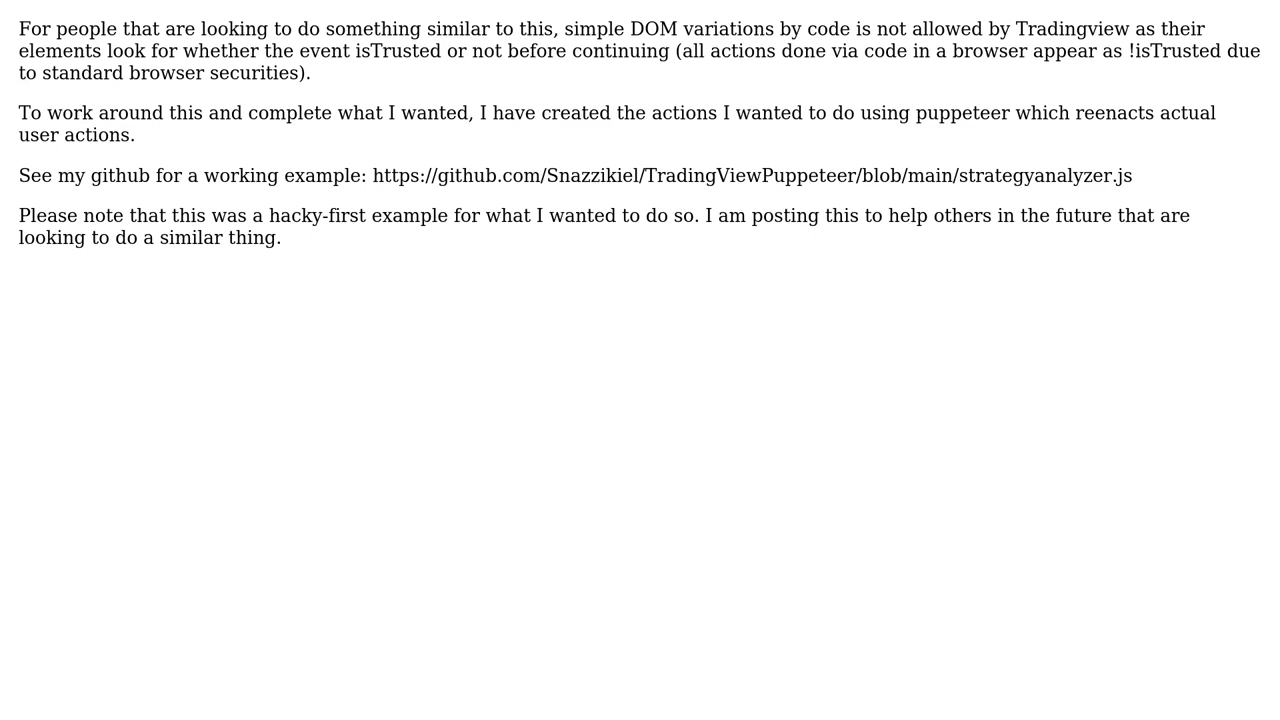 For people that are looking to do something similar to this, simple DOM variations by code is not allowed by Tradingview as their
elements look for whether the event isTrusted or not before continuing (all actions done via code in a browser appear as !isTrusted due
to standard browser securities).
To work around this and complete what I wanted, I have created the actions I wanted to do using puppeteer which reenacts actual
user actions.
See my github for a working example: https://github.com/Snazzikiel/TradingViewPuppeteer/blob/main/strategyanalyzer.js
Please note that this was a hacky-first example for what I wanted to do so. I am posting this to help others in the future that are
looking to do a similar thing.